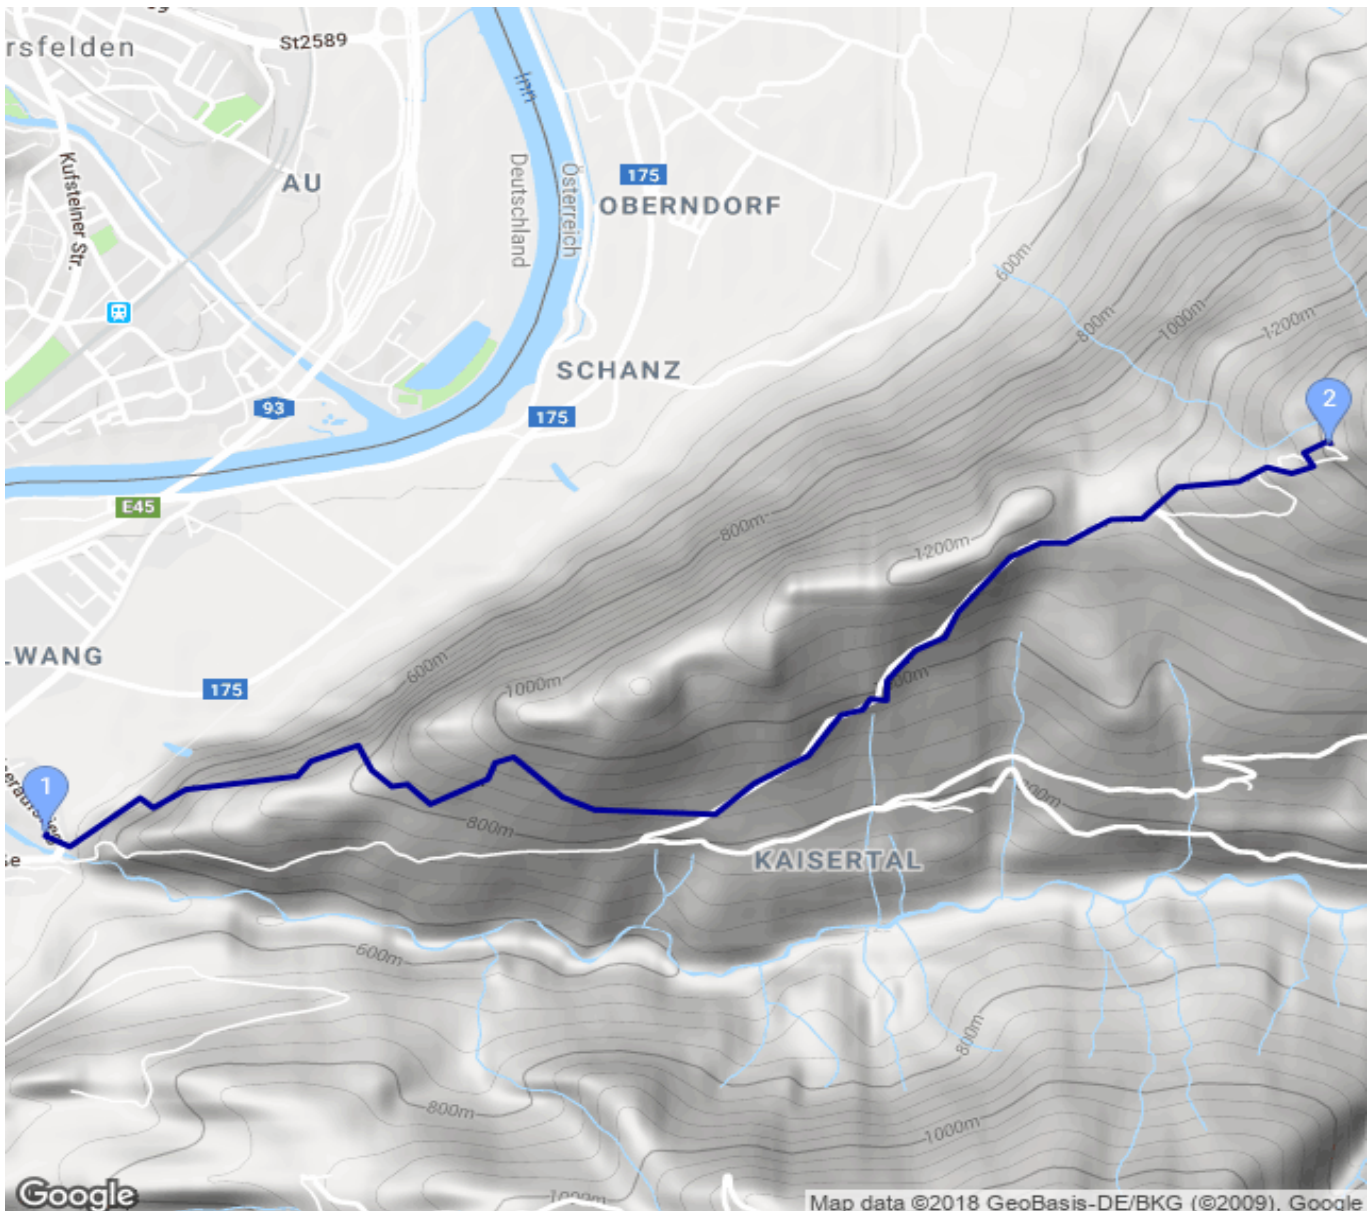 rsfelden
St2589
Inn
Kufsteiner Str.
AU
175
OBERNDORF
Deutschland
Österreich
600m
800m
1000m
1200m
SCHANZ
93
175
2
E45
800m
1200m
LWANG
600m
175
1000m
1
800m
KAISERTAL
600m
800m
800m
1000m
1000m
Google
Map data ©2018 GeoBasis-DE/BKG (©2009), Google